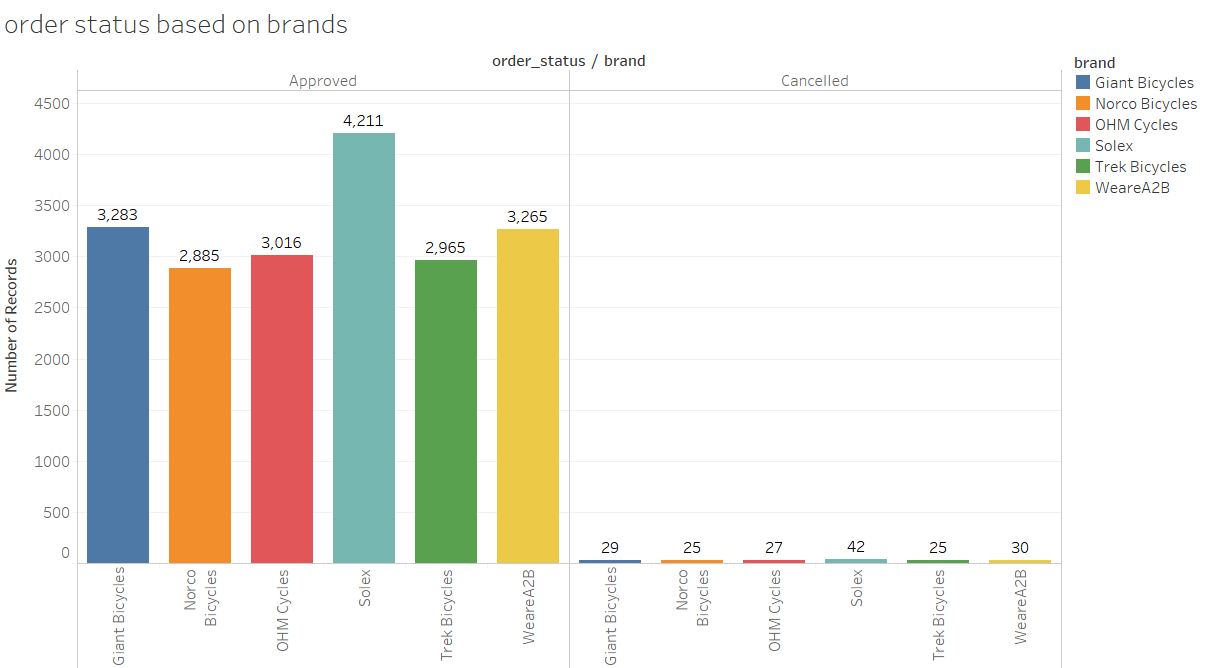 order status based on brands
order_status / brand
Approved
Cancelled
Number of Records
4500
4000
3500
3000
2500
2000
1500
1000
500
0
3,283
2,885
3,016
4,211
2,965
3,265
29
25
27
42
25
30
Giant Bicycles
Norco
Bicycles
OHM Cycles
Solex
Trek Bicycles
WeareA2B
Giant Bicycles
Norco
Bicycles
OHM Cycles
Solex
Trek Bicycles
WeareA2B
brand
Giant Bicycles
Norco Bicycles
OHM Cycles
Solex
Trek Bicycles
WeareA2B